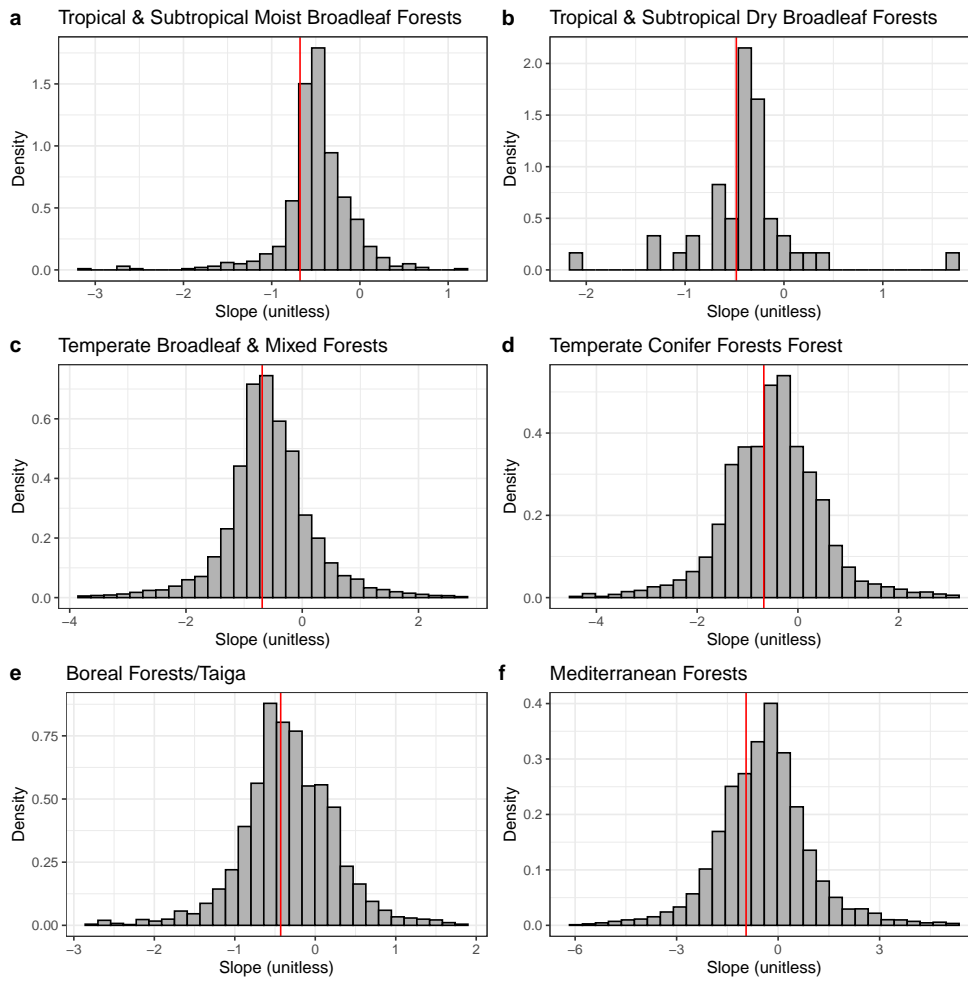 a Tropical & Subtropical Moist Broadleaf Forests
1.5
1.0
0.5
0.0
Density
−3 −2 −1 0 1
Slope (unitless)
b Tropical & Subtropical Dry Broadleaf Forests
2.0
1.5
1.0
0.5
0.0
Density
−2 −1 0 1
Slope (unitless)
c Temperate Broadleaf & Mixed Forests
0.6
0.4
0.2
0.0
Density
−4 −2 0 2
Slope (unitless)
d Temperate Conifer Forests Forest
0.4
0.2
0.0
Density
−4 −2 0 2
Slope (unitless)
e Boreal Forests/Taiga
0.75
0.50
0.25
0.00
Density
−3 −2 −1 0 1 2
Slope (unitless)
f Mediterranean Forests
0.4
0.3
0.2
0.1
0.0
Density
−6 −3 0 3
Slope (unitless)